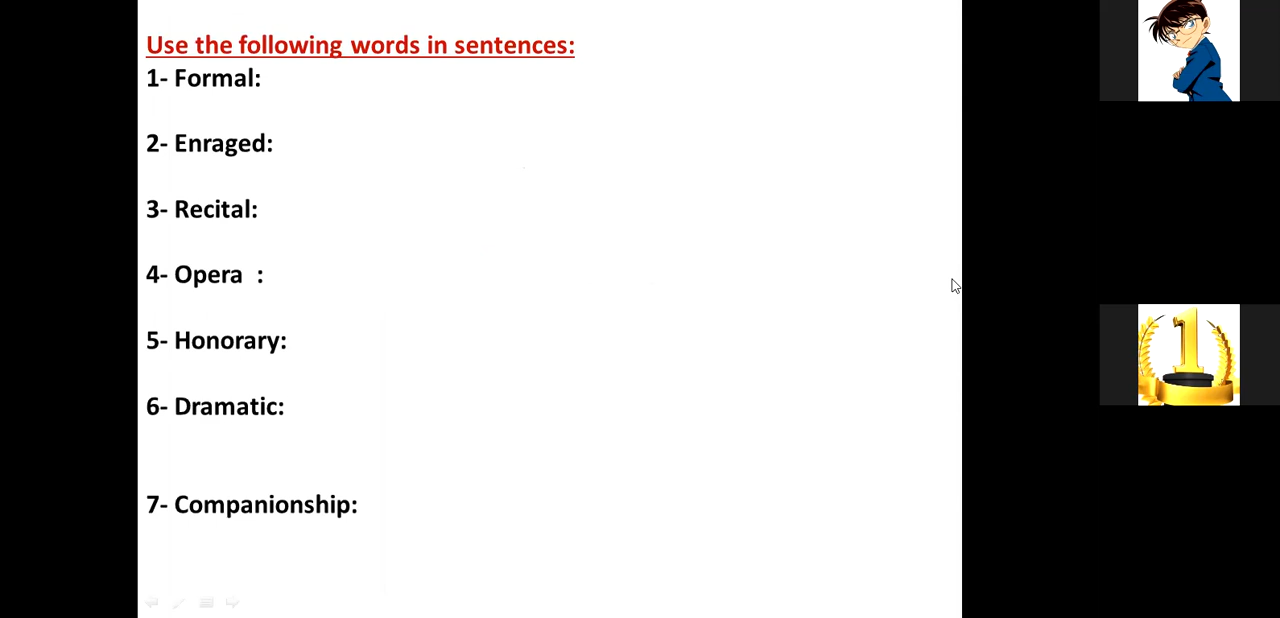 Use the following words in sentences:
1- Formal:
2- Enraged:
3- Recital:
4- Opera  :
5- Honorary:
6- Dramatic:
7- Companionship:
1